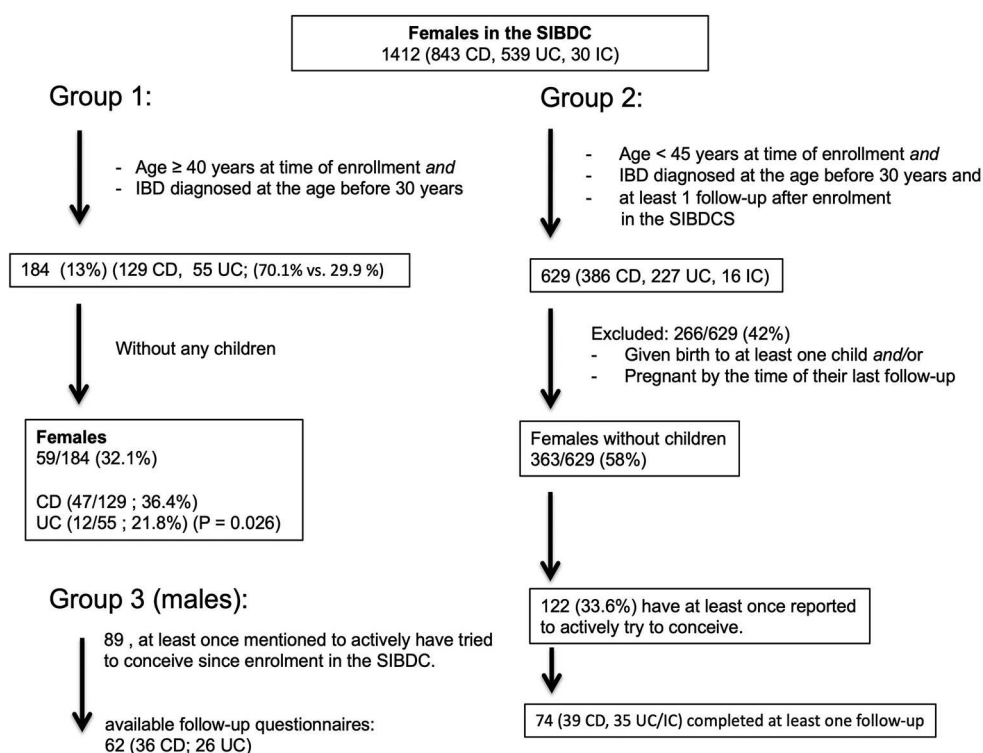 Females in the SIBDC
1412 (843 CD, 539 UC, 30 IC)
Group 1:
- Age ≥ 40 years at time of enrollment and
- IBD diagnosed at the age before 30 years
184 (13%) (129 CD, 55 UC; (70.1% vs. 29.9 %)
Without any children
Females
59/184 (32.1%)
CD (47/129 ; 36.4%)
UC (12/55 ; 21.8%) (P = 0.026)
Group 2:
- Age < 45 years at time of enrollment and
- IBD diagnosed at the age before 30 years and
- at least 1 follow-up after enrolment
in the SIBDCS
629 (386 CD, 227 UC, 16 IC)
Excluded: 266/629 (42%)
- Given birth to at least one child and/or
- Pregnant by the time of their last follow-up
Females without children
363/629 (58%)
122 (33.6%) have at least once reported
to actively try to conceive.
74 (39 CD, 35 UC/IC) completed at least one follow-up
Group 3 (males):
89 , at least once mentioned to actively have tried
to conceive since enrolment in the SIBDC.
available follow-up questionnaires:
62 (36 CD; 26 UC)